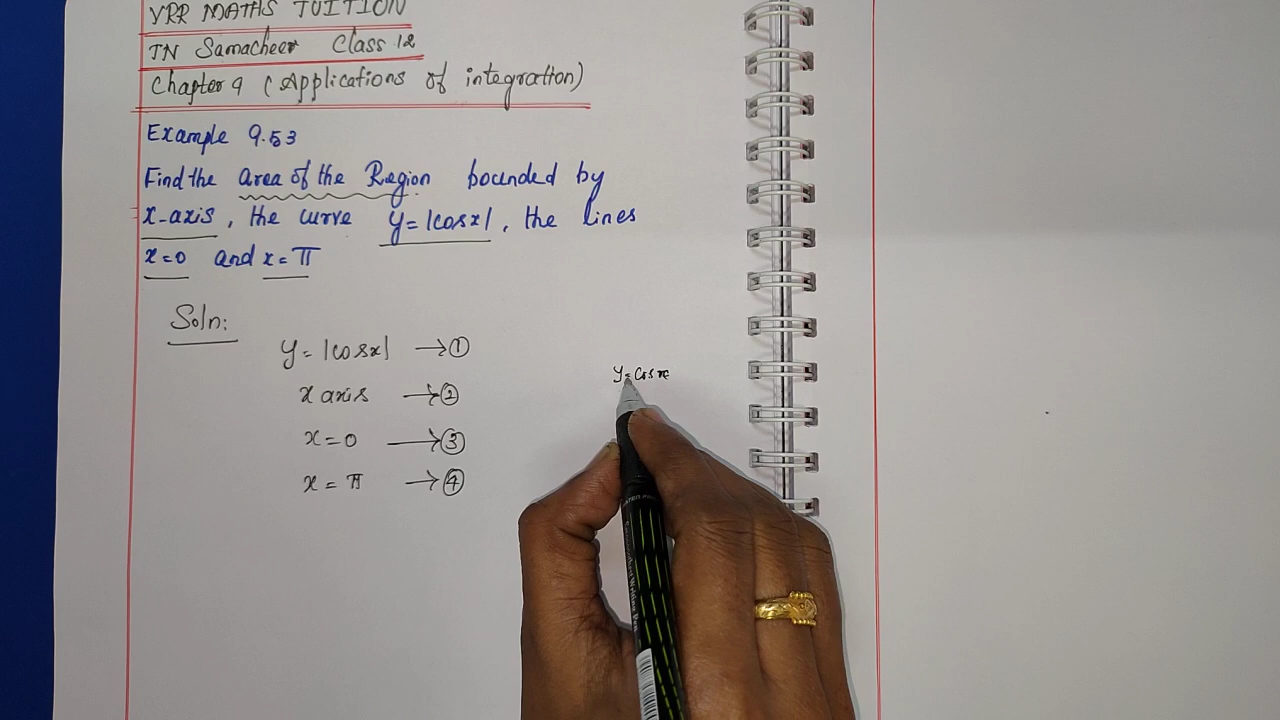 VRR MATHS TUITION
TN Samacheer Class 12
Chapter 9 (Applications of integration)
Example 9.53
Find the area of the Region bounded by
x-axis, the curve y=|cosx|, the lines
x=0 and x=π
Soln:
y=|cosx| →①
x axis →②
x=0 →③
x=π →④
y=cosx